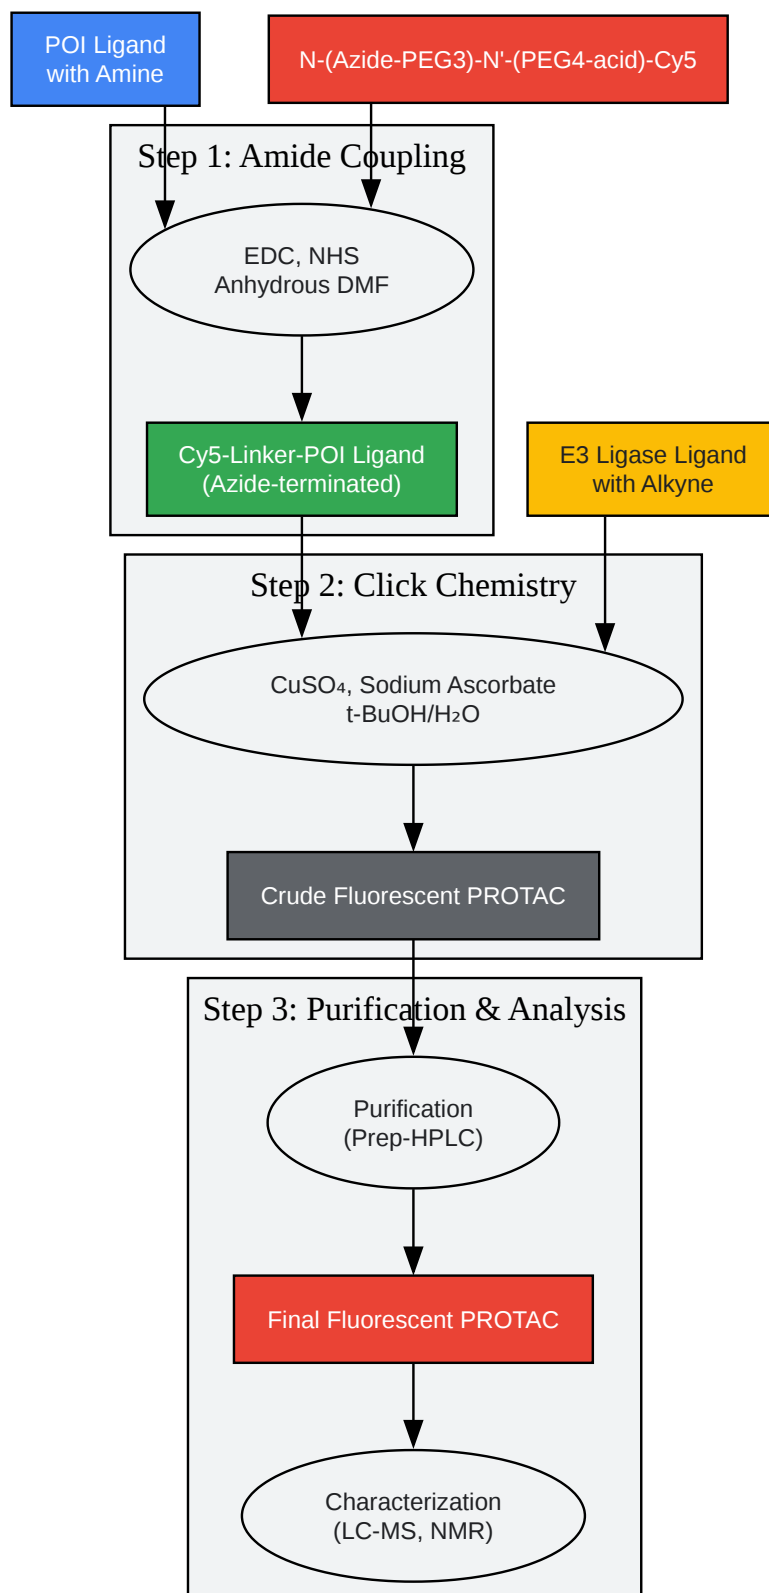 POI Ligand
with Amine
N-(Azide-PEG3)-N'-(PEG4-acid)-Cy5
Step 1: Amide Coupling
EDC, NHS
Anhydrous DMF
Cy5-Linker-POI Ligand
(Azide-terminated)
E3 Ligase Ligand
with Alkyne
Step 2: Click Chemistry
CuSO₄, Sodium Ascorbate
t-BuOH/H₂O
Crude Fluorescent PROTAC
Step 3: Purification & Analysis
Purification
(Prep-HPLC)
Final Fluorescent PROTAC
Characterization
(LC-MS, NMR)